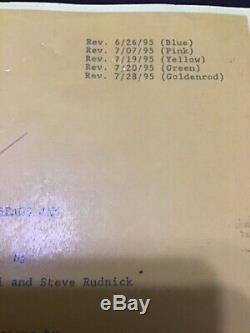 Rev. 6/26/95 (Blue)
Rev. 7/07/95 (Pink)
Rev. 7/19/95 (Yellow)
Rev. 7/20/95 (Green)
Rev. 7/28/95 (Goldenrod)
JAM
by
and Steve Rudnick